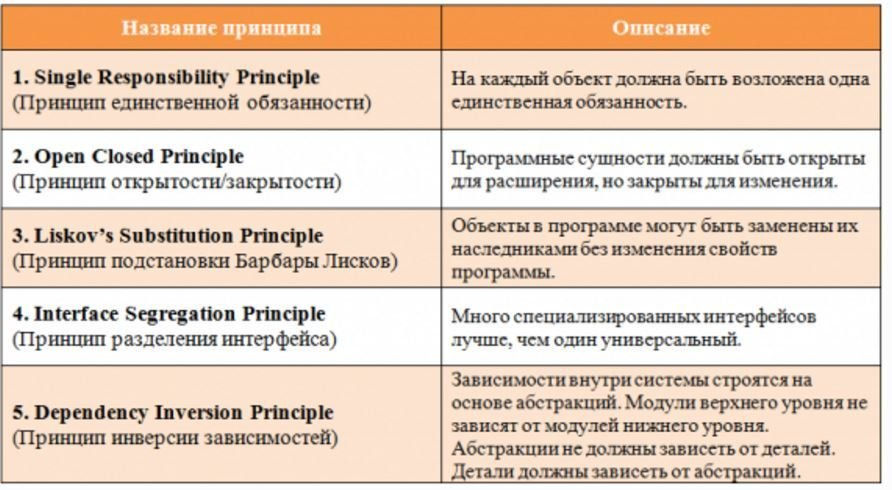 Название принципа
Описание
1. Single Responsibility Principle
(Принцип единственной обязанности)
На каждый объект должна быть возложена одна
единственная обязанность.
2. Open Closed Principle
(Принцип открытости/закрытости)
Программные сущности должны быть открыты
для расширения, но закрыты для изменения.
3. Liskov’s Substitution Principle
(Принцип подстановки Барбары Лисков)
Объекты в программе могут быть заменены их
наследниками без изменения свойств
программы.
4. Interface Segregation Principle
(Принцип разделения интерфейса)
Много специализированных интерфейсов
лучше, чем один универсальный.
5. Dependency Inversion Principle
(Принцип инверсии зависимостей)
Зависимости внутри системы строятся на
основе абстракций. Модули верхнего уровня не
зависят от модулей нижнего уровня.
Абстракции не должны зависеть от деталей.
Детали должны зависеть от абстракций.